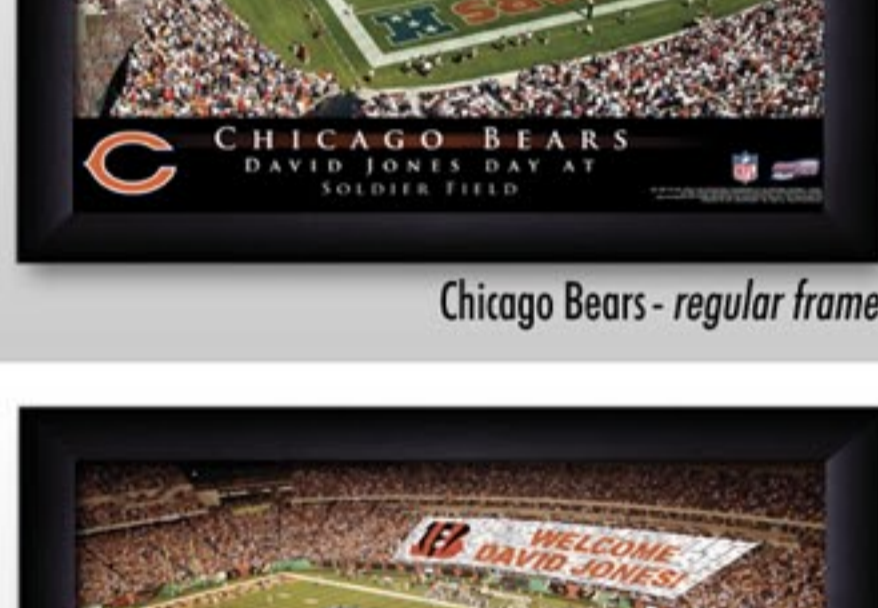 CHICAGO BEARS
DAVID JONES DAY AT
SOLDIER FIELD
Chicago Bears - regular frame
WELCOME
DAVID JONES!